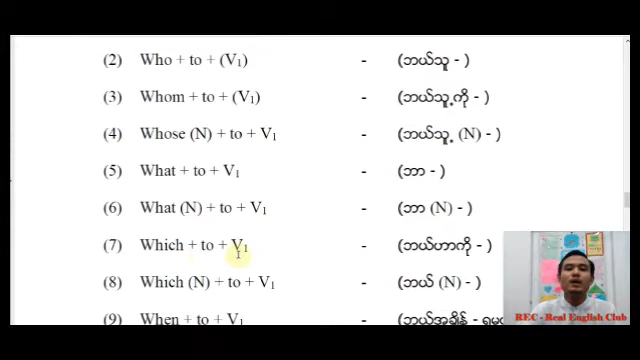 (2) Who + to + (V1) - (ဘယ်သူ - )
(3) Whom + to + (V1) - (ဘယ်သူ့ကို - )
(4) Whose (N) + to + V1 - (ဘယ်သူ့ (N) - )
(5) What + to + V1 - (ဘာ - )
(6) What (N) + to + V1 - (ဘာ (N) - )
(7) Which + to + V1 - (ဘယ်ဟာကို - )
(8) Which (N) + to + V1 - (ဘယ် (N) - )
(9) When + to + V1 - (ဘယ်အချိန် -
REC - Real English Club